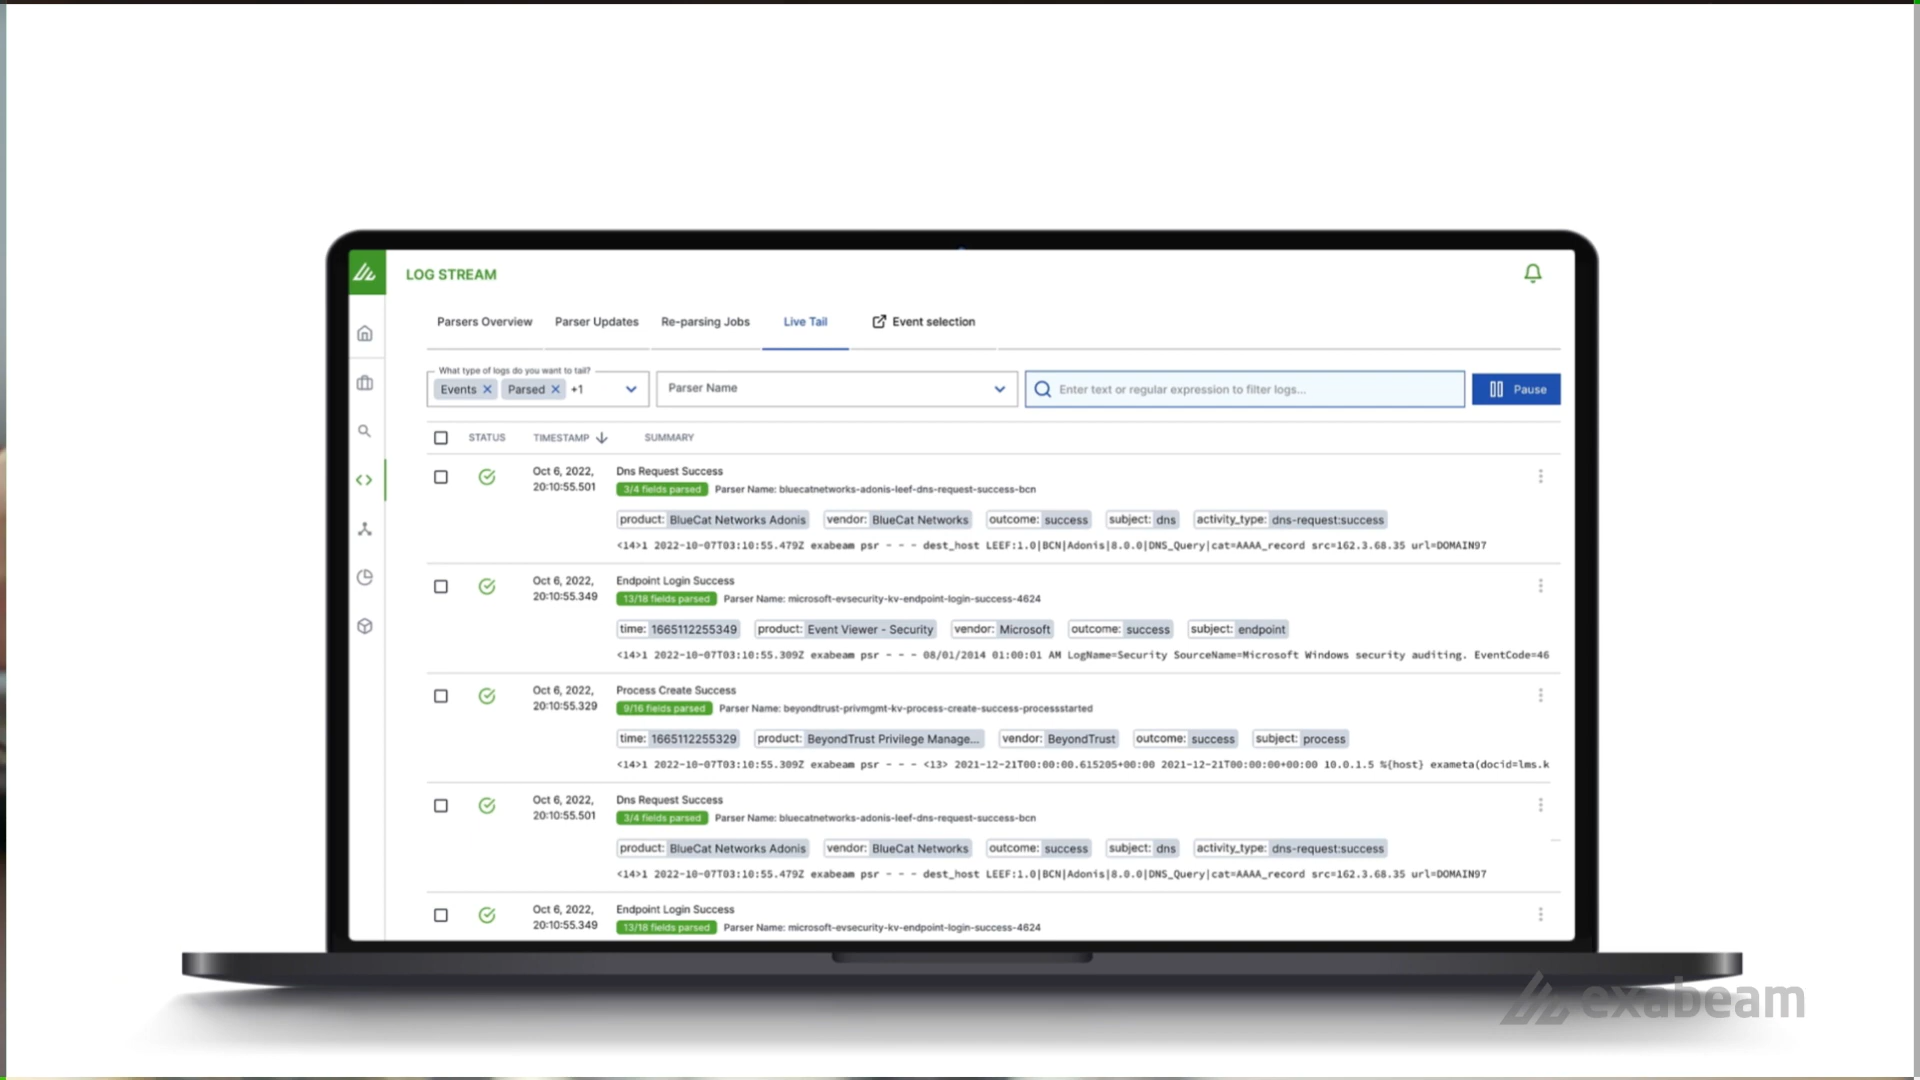 LOG STREAM
Parsers Overview Parser Updates Re-parsing Jobs Live Tail Event selection
What type of logs do you want to tail?
Events Parsed +1 Parser Name Enter text or regular expression to filter logs... Pause
STATUS TIMESTAMP SUMMARY
Oct 6, 2022, Dns Request Success
20:10:55.501 3/4 fields parsed Parser Name: bluecatnetworks-adonis-leef-dns-request-success-bcn
product: BlueCat Networks Adonis vendor: BlueCat Networks outcome: success subject: dns activity_type: dns-request:success
<14>1 2022-10-07T03:10:55.479Z exabeam psr - - - dest_host LEEF:1.0|BCN|Adonis|8.0.0|DNS_Query|cat=AAAA_record src=162.3.68.35 url=DOMAIN97
Oct 6, 2022, Endpoint Login Success
20:10:55.349 13/18 fields parsed Parser Name: microsoft-evsecurity-kv-endpoint-login-success-4624
time: 1665112255349 product: Event Viewer - Security vendor: Microsoft outcome: success subject: endpoint
<14>1 2022-10-07T03:10:55.309Z exabeam psr - - - 08/01/2014 01:00:01 AM LogName=Security SourceName=Microsoft Windows security auditing. EventCode=46
Oct 6, 2022, Process Create Success
20:10:55.329 9/16 fields parsed Parser Name: beyondtrust-privmgmt-kv-process-create-success-processstarted
time: 1665112255329 product: BeyondTrust Privilege Manage... vendor: BeyondTrust outcome: success subject: process
<14>1 2022-10-07T03:10:55.309Z exabeam psr - - - <13> 2021-12-21T00:00:00.615205+00:00 2021-12-21T00:00:00+00:00 10.0.1.5 %{host} exameta(docid=lms.k
Oct 6, 2022, Dns Request Success
20:10:55.501 3/4 fields parsed Parser Name: bluecatnetworks-adonis-leef-dns-request-success-bcn
product: BlueCat Networks Adonis vendor: BlueCat Networks outcome: success subject: dns activity_type: dns-request:success
<14>1 2022-10-07T03:10:55.479Z exabeam psr - - - dest_host LEEF:1.0|BCN|Adonis|8.0.0|DNS_Query|cat=AAAA_record src=162.3.68.35 url=DOMAIN97
Oct 6, 2022, Endpoint Login Success
20:10:55.349 13/18 fields parsed Parser Name: microsoft-evsecurity-kv-endpoint-login-success-4624
exabeam